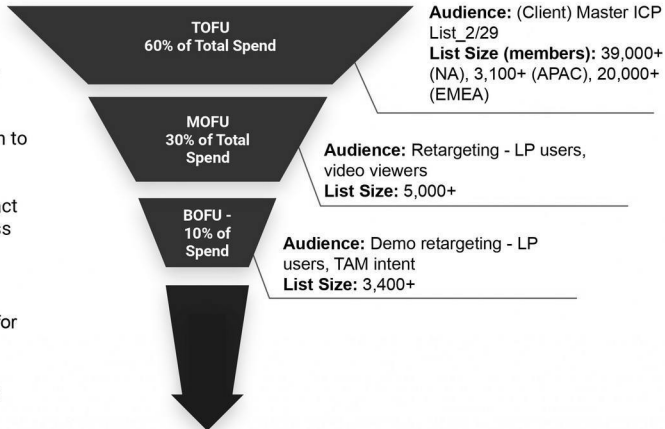 TOFU
60% of Total Spend
Audience: (Client) Master ICP
List_2/29
List Size (members): 39,000+
(NA), 3,100+ (APAC), 20,000+
(EMEA)
MOFU
30% of Total
Spend
Audience: Retargeting - LP users,
video viewers
List Size: 5,000+
BOFU -
10% of
Spend
Audience: Demo retargeting - LP
users, TAM intent
List Size: 3,400+
to